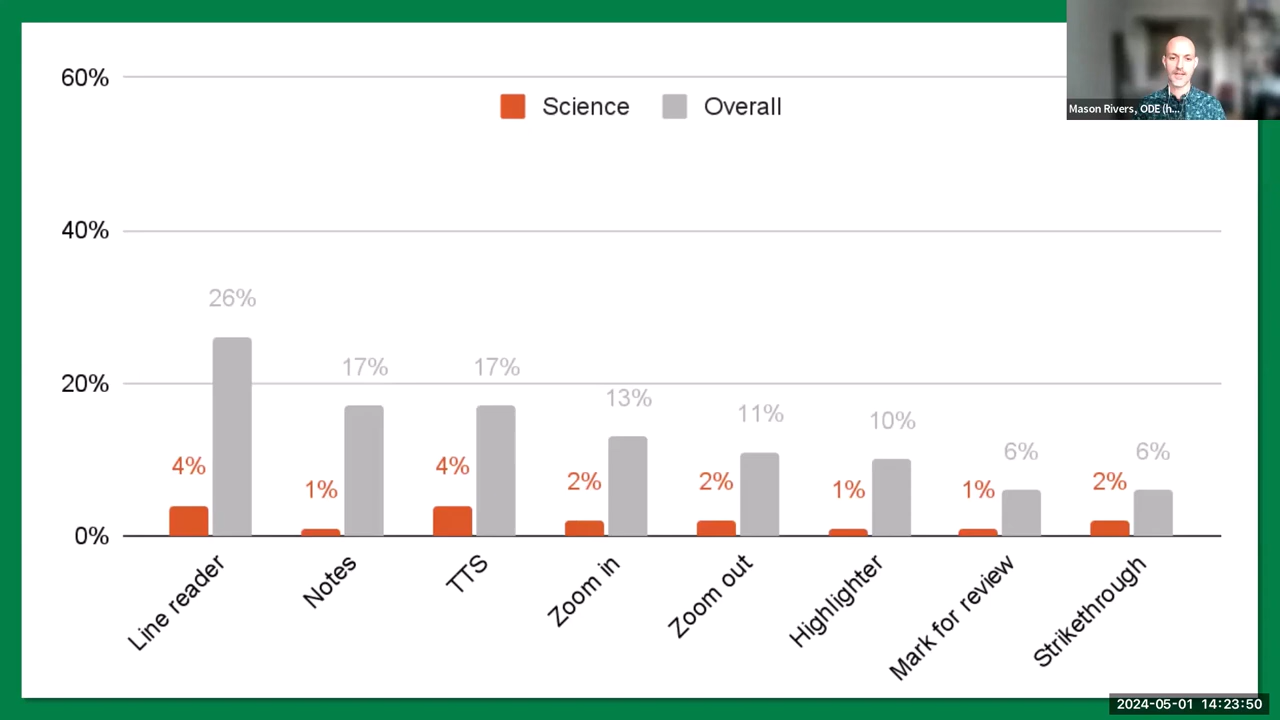 60%
Science Overall
Mason Rivers, ODE (h...
40%
26%
17% 17%
20%
13%
11%
10%
6% 6%
4% 4%
2% 2% 2%
1% 1% 1%
0%
Line reader
Notes
TTS
Zoom in
Zoom out
Highlighter
Mark for review
Strikethrough
2024-05-01 14:23:50